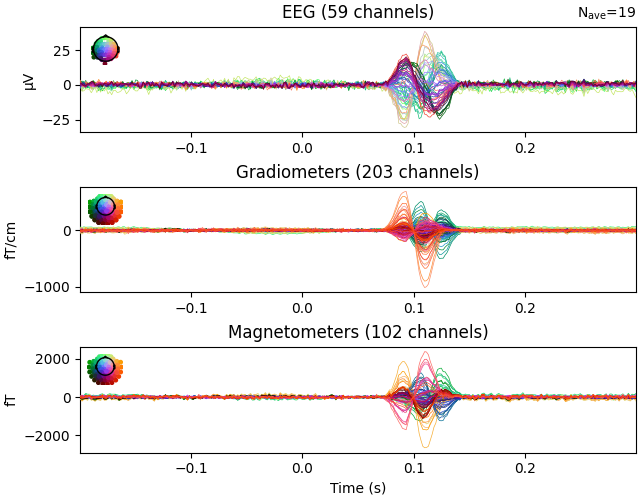 EEG (59 channels)
Nave=19
25
0
−25
µV
−0.1
0.0
0.1
0.2
Gradiometers (203 channels)
0
−1000
fT/cm
−0.1
0.0
0.1
0.2
Magnetometers (102 channels)
2000
0
−2000
fT
−0.1
0.0
0.1
0.2
Time (s)